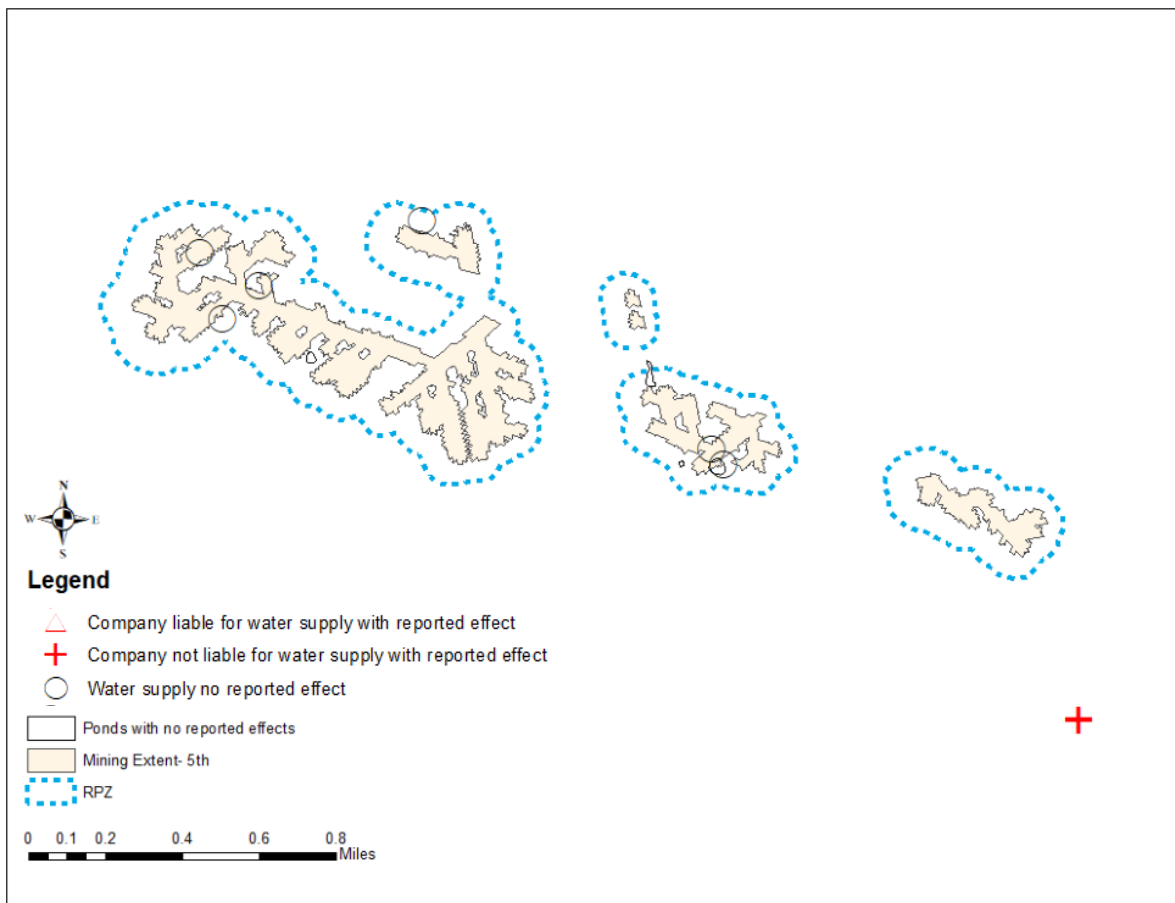 N
W E
S
Legend
Company liable for water supply with reported effect
Company not liable for water supply with reported effect
Water supply no reported effect
Ponds with no reported effects
Mining Extent- 5th
RPZ
0 0.1 0.2 0.4 0.6 0.8
Miles